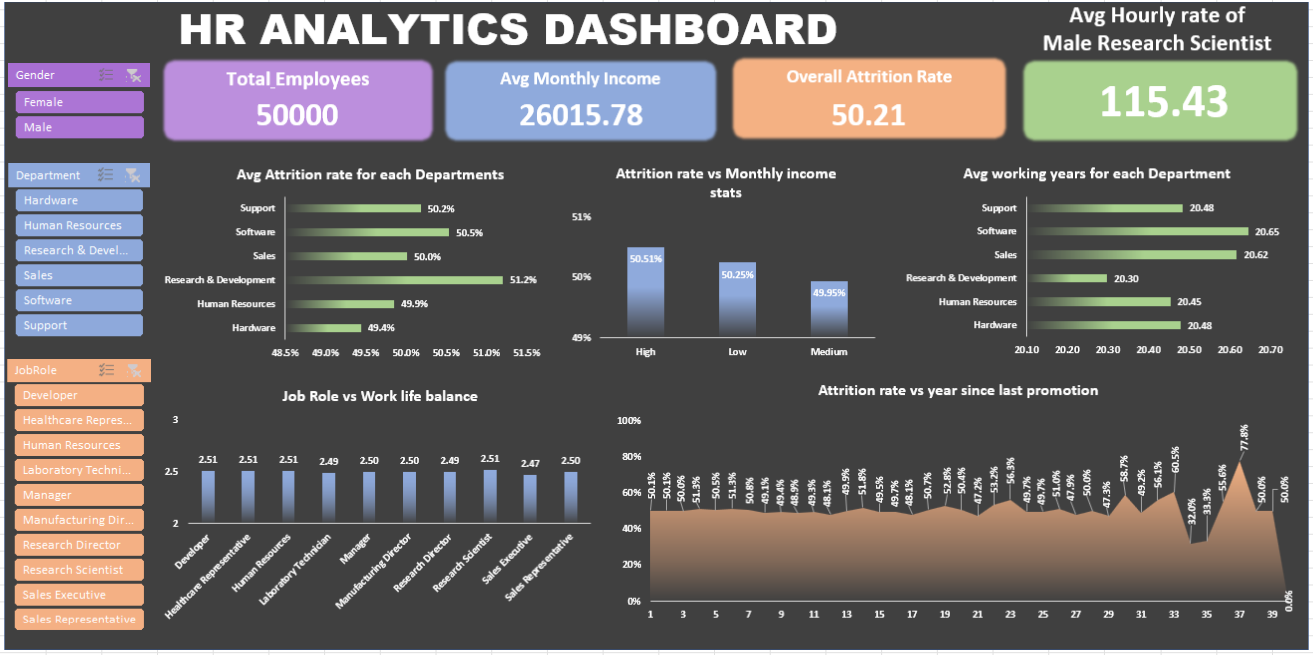 HR ANALYTICS DASHBOARD
Avg Hourly rate of
Male Research Scientist
115.43
Total_Employees
50000
Avg Monthly Income
26015.78
Overall Attrition Rate
50.21
Gender
Female
Male
Department
Hardware
Human Resources
Research & Devel...
Sales
Software
Support
JobRole
Developer
Healthcare Repres...
Human Resources
Laboratory Techni...
Manager
Manufacturing Dir...
Research Director
Research Scientist
Sales Executive
Sales Representative
Avg Attrition rate for each Departments
Support 50.2%
Software 50.5%
Sales 50.0%
Research & Development 51.2%
Human Resources 49.9%
Hardware 49.4%
48.5% 49.0% 49.5% 50.0% 50.5% 51.0% 51.5%
Attrition rate vs Monthly income
stats
51%
50%
49%
50.51% 50.25% 49.95%
High Low Medium
Avg working years for each Department
Support 20.48
Software 20.65
Sales 20.62
Research & Development 20.30
Human Resources 20.45
Hardware 20.48
20.10 20.20 20.30 20.40 20.50 20.60 20.70
Job Role vs Work life balance
3
2.5
2
2.51 2.51 2.51 2.49 2.50 2.50 2.49 2.51 2.47 2.50
Developer
Healthcare Representative
Human Resources
Laboratory Technician
Manager
Manufacturing Director
Research Director
Research Scientist
Sales Executive
Sales Representative
Attrition rate vs year since last promotion
100%
80%
60%
40%
20%
0%
50.1% 50.1% 50.0% 51.3% 50.5% 51.3% 50.8% 49.1% 49.4% 48.9% 49.3% 48.1% 49.9% 51.8% 49.5% 49.7% 48.1% 50.7% 52.8% 50.4% 47.2% 53.2% 56.3% 49.7% 49.7% 51.0% 47.9% 50.0% 47.3% 58.7% 49.2% 56.1% 60.5% 32.0% 33.3% 55.6% 77.8% 50.0% 50.0% 0.0%
1 3 5 7 9 11 13 15 17 19 21 23 25 27 29 31 33 35 37 39